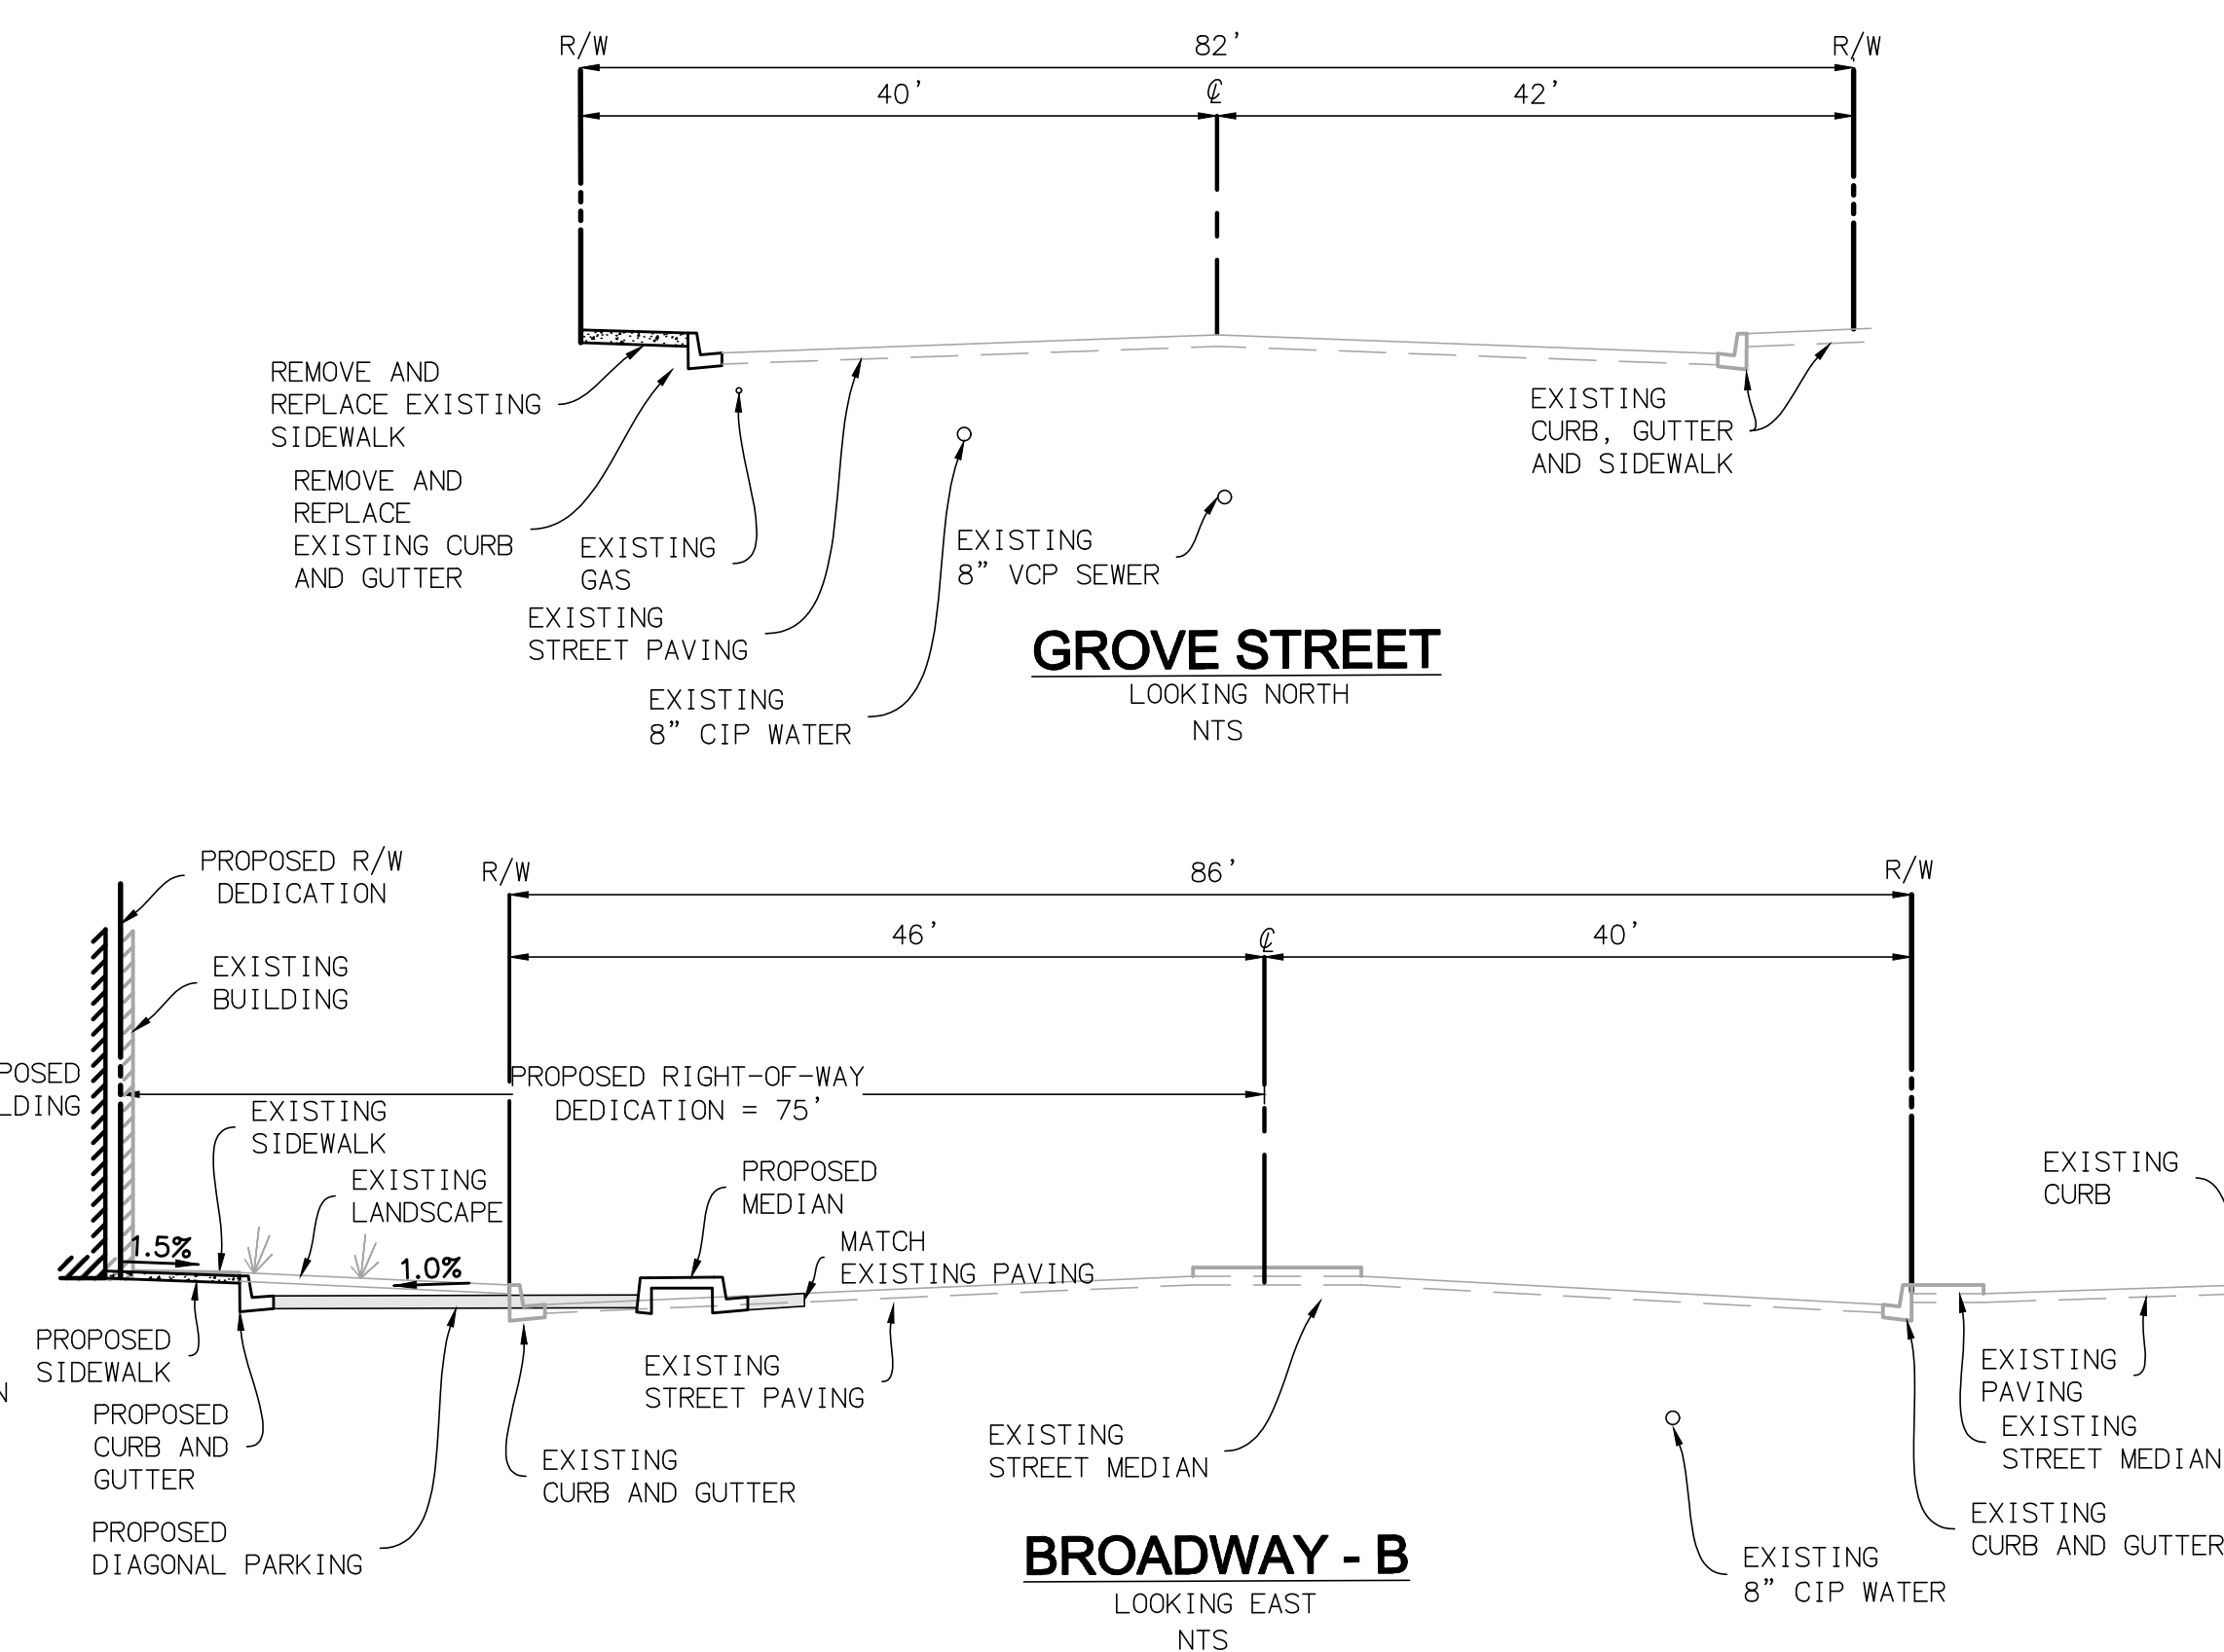 R/W
82'
R/W
40'
℄
42'
REMOVE AND
REPLACE EXISTING
SIDEWALK
REMOVE AND
REPLACE
EXISTING CURB
AND GUTTER
EXISTING
GAS
EXISTING
STREET PAVING
EXISTING
8" CIP WATER
EXISTING
8" VCP SEWER
EXISTING
CURB, GUTTER
AND SIDEWALK
GROVE STREET
LOOKING NORTH
NTS
PROPOSED R/W
DEDICATION
R/W
86'
R/W
46'
℄
40'
EXISTING
BUILDING
POSED
LDING
PROPOSED RIGHT-OF-WAY
DEDICATION = 75'
EXISTING
SIDEWALK
EXISTING
LANDSCAPE
PROPOSED
MEDIAN
MATCH
EXISTING PAVING
EXISTING
CURB
1.5%
1.0%
PROPOSED
SIDEWALK
N
PROPOSED
CURB AND
GUTTER
PROPOSED
DIAGONAL PARKING
EXISTING
CURB AND GUTTER
EXISTING
STREET PAVING
EXISTING
STREET MEDIAN
EXISTING
PAVING
EXISTING
STREET MEDIAN
EXISTING
CURB AND GUTTER
EXISTING
8" CIP WATER
BROADWAY - B
LOOKING EAST
NTS